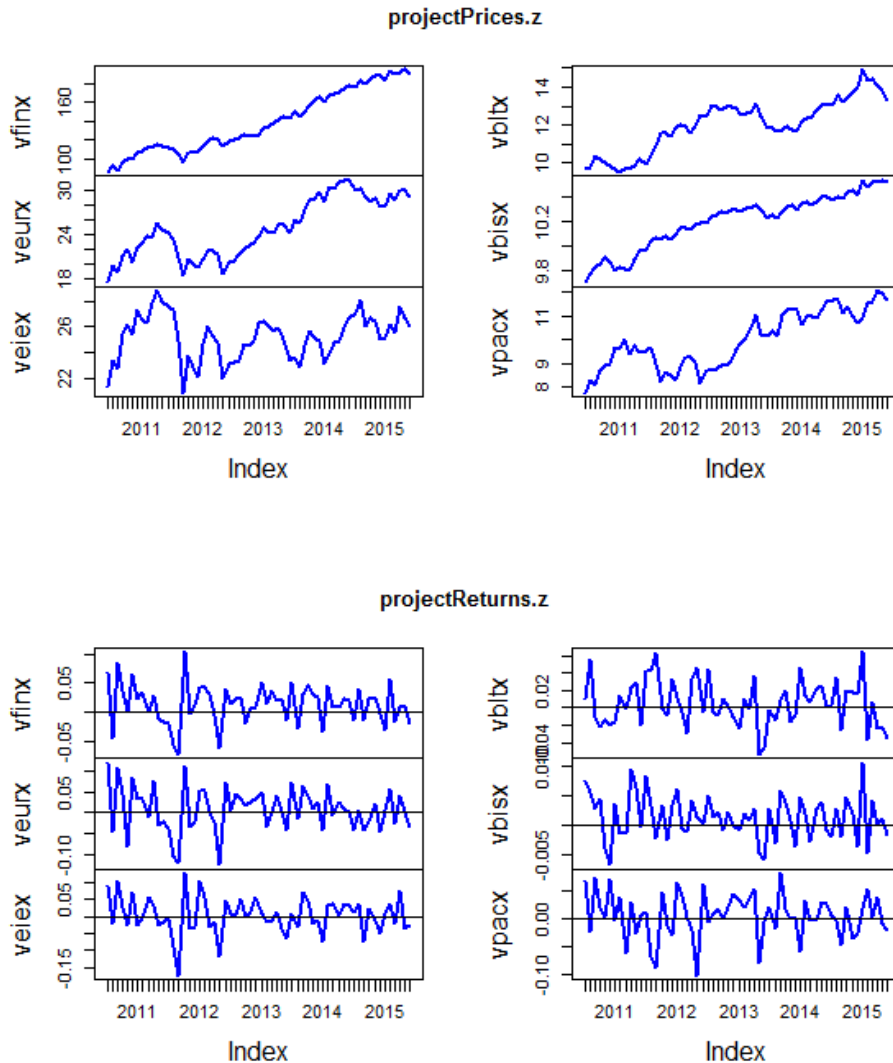 projectPrices.z
vfinx
100 160
veurx
18 24 30
veiex
22 26
2011 2012 2013 2014 2015
Index
vbltx
10 12 14
vbisx
9.8 10.2
vpacx
8 9 11
2011 2012 2013 2014 2015
Index
projectReturns.z
vfinx
-0.05 0.05
veurx
-0.10 0.05
veiex
-0.15 0.05
2011 2012 2013 2014 2015
Index
vbltx
0.02
vbisx
-0.005
vpacx
-0.10 0.00
2011 2012 2013 2014 2015
Index